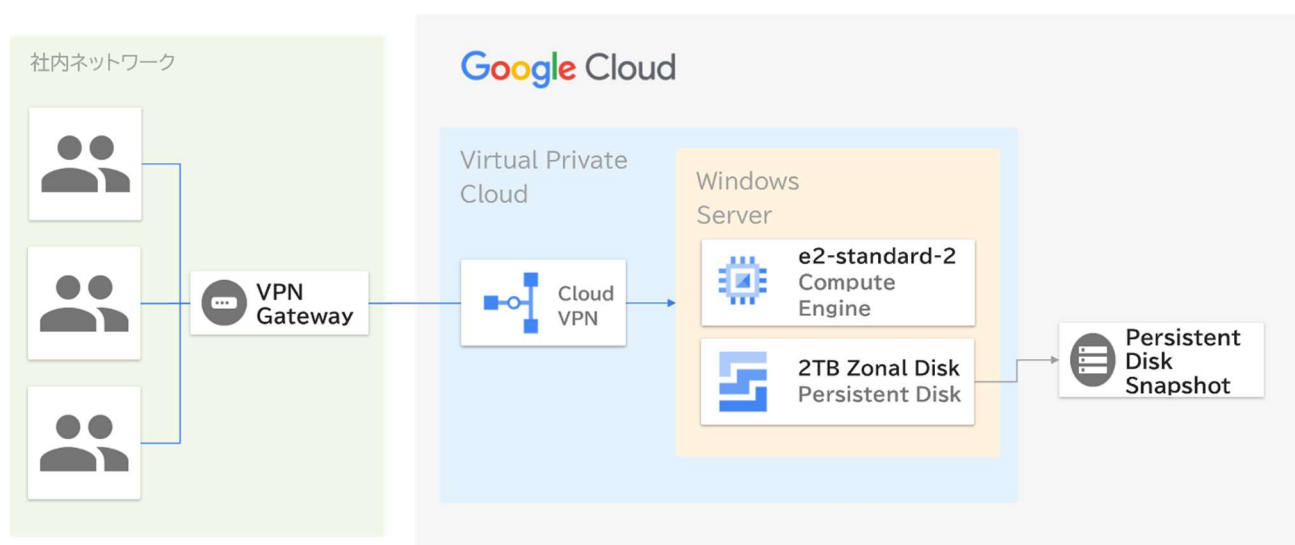 社内ネットワーク
VPN
Gateway
Google Cloud
Virtual Private
Cloud
Cloud
VPN
Windows
Server
e2-standard-2
Compute
Engine
2TB Zonal Disk
Persistent Disk
Persistent
Disk
Snapshot